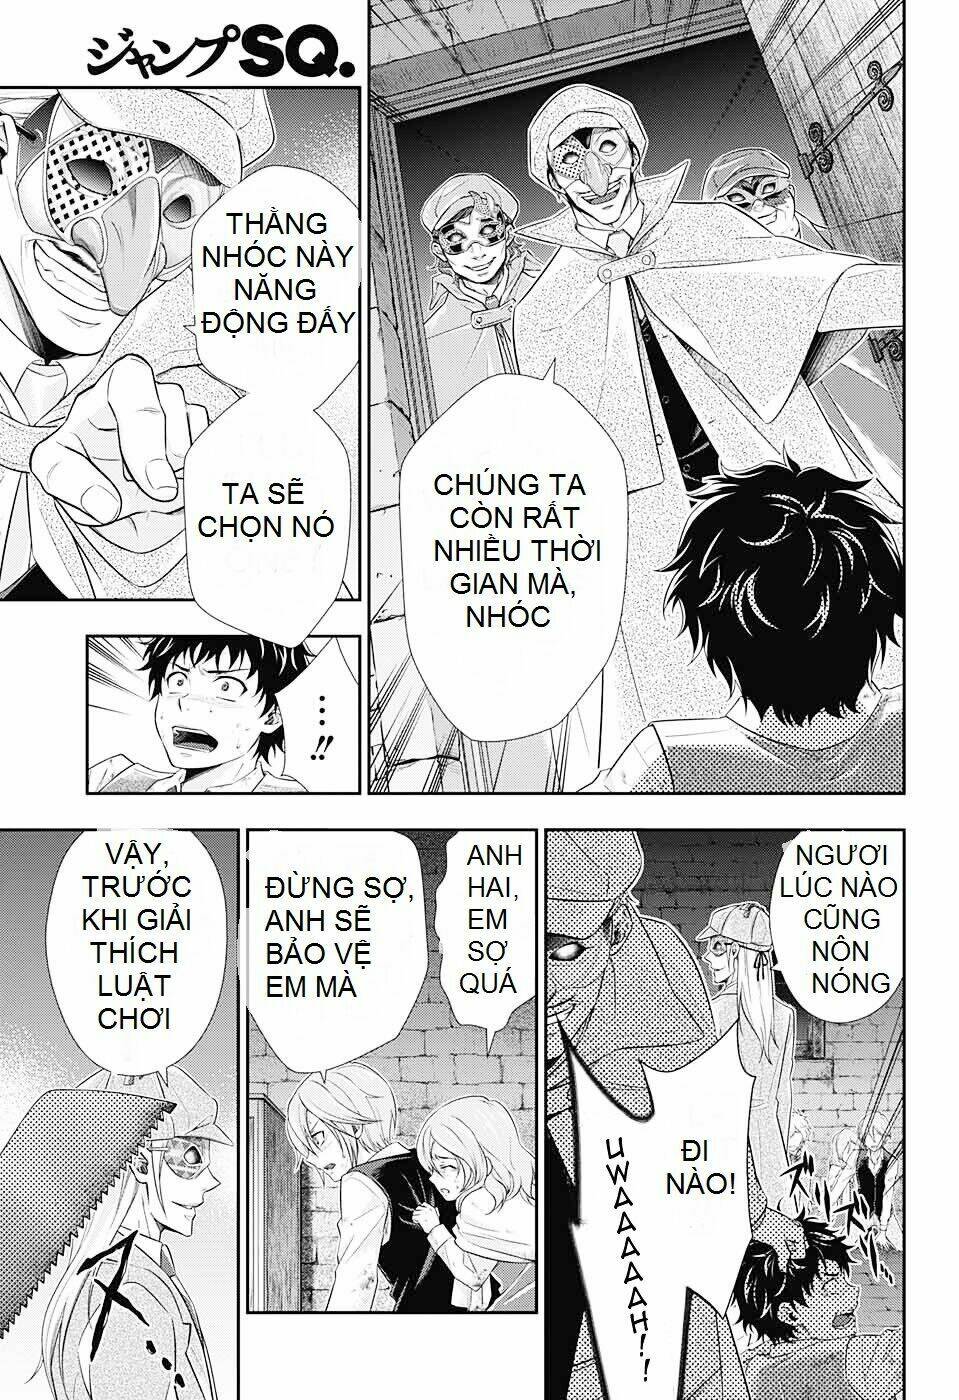 ジャンプSQ.
CHÚNG TA
CÒN RẤT
NHIỀU THỜI
GIAN MÀ,
NHÓC
THẰNG
NHÓC NÀY
NĂNG
ĐỘNG ĐẤY
TA SẼ
CHỌN NÓ
...!!
NGƯƠI
LÚC NÀO
CŨNG
NÔN
NÓNG
ĐI
NÀO!
UWAAAAAH!!
ANH
HAI,
EM
SỢ
QUÁ
ĐỪNG SỢ,
ANH SẼ
BẢO VỆ
EM MÀ
VẬY,
TRƯỚC
KHI GIẢI
THÍCH
LUẬT
CHƠI